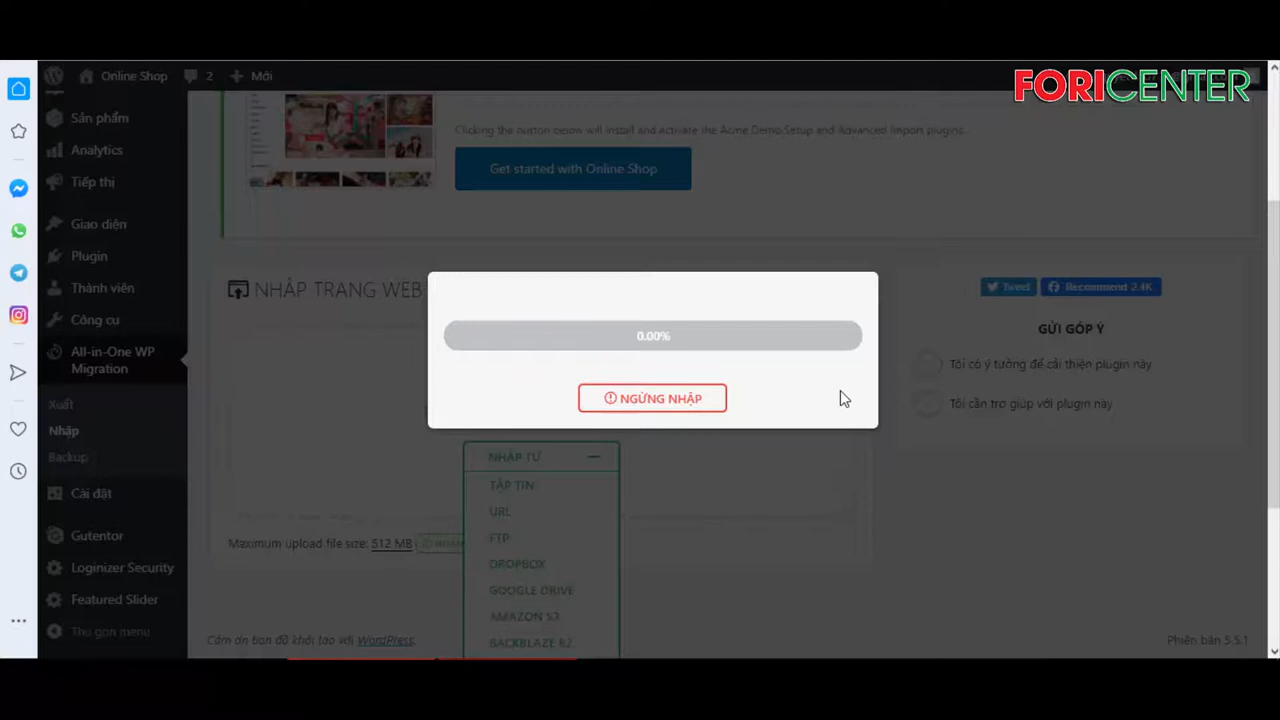 FORICENTER
Online Shop
2
Mới
Sản phẩm
Analytics
Tiếp thị
Giao diện
Plugin
Thành viên
Công cụ
All-in-One WP
Migration
Xuất
Nhập
Backup
Cài đặt
Gutentor
Loginizer Security
Featured Slider
Thu gọn menu
Clicking the button below will install and activate the Acme Demo Setup and Advanced Import plugins.
Get started with Online Shop
NHẬP TRANG WEB
0.00%
NGỪNG NHẬP
NHẬP TỪ
TẬP TIN
URL
FTP
DROPBOX
GOOGLE DRIVE
AMAZON S3
BACKBLAZE B2
Maximum upload file size: 512 MB
Tweet
Recommend 2.4K
GỬI GÓP Ý
Tôi có ý tưởng để cải thiện plugin này
Tôi cần trợ giúp với plugin này
Cảm ơn bạn đã khởi tạo với WordPress.
Phiên bản 5.5.1